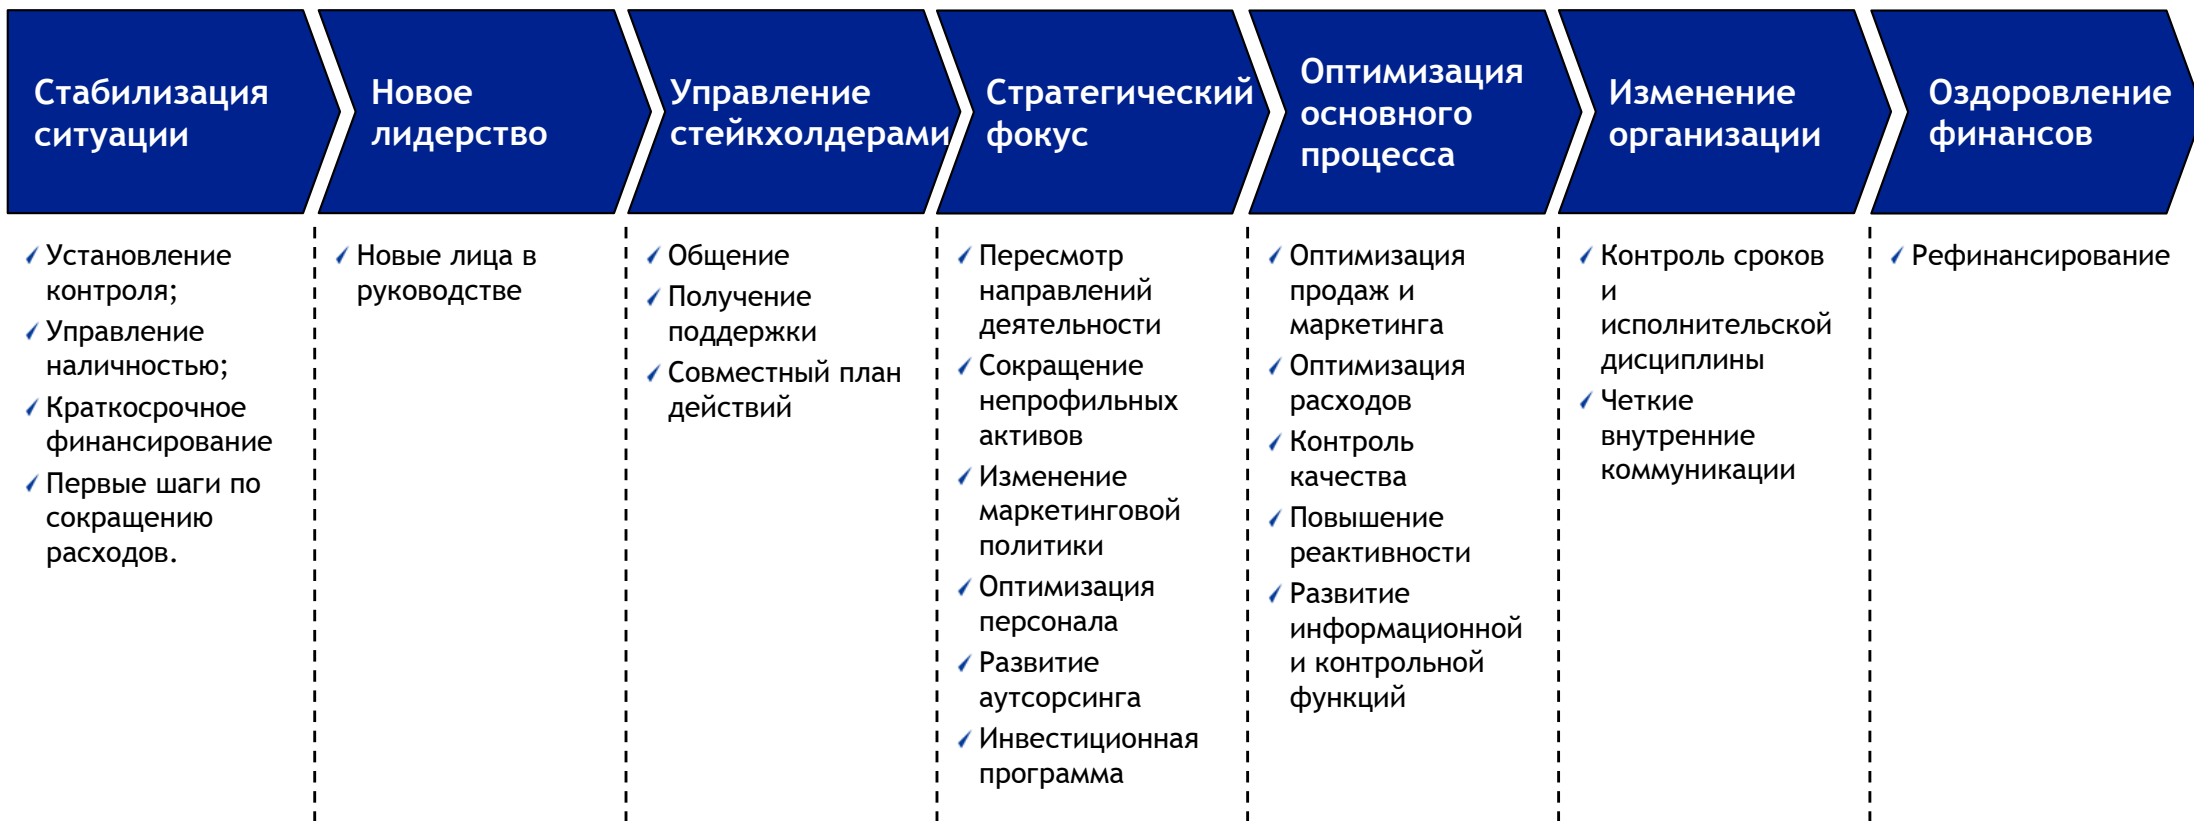 Стабилизация
ситуации
Новое
лидерство
Управление
стейкхолдерами
Стратегический
фокус
Оптимизация
основного
процесса
Изменение
организации
Оздоровление
финансов
Установление
контроля;
Управление
наличностью;
Краткосрочное
финансирование
Первые шаги по
сокращению
расходов.
Новые лица в
руководстве
Общение
Получение
поддержки
Совместный план
действий
Пересмотр
направлений
деятельности
Сокращение
непрофильных
активов
Изменение
маркетинговой
политики
Оптимизация
персонала
Развитие
аутсорсинга
Инвестиционная
программа
Оптимизация
продаж и
маркетинга
Оптимизация
расходов
Контроль
качества
Повышение
реактивности
Развитие
информационной
и контрольной
функций
Контроль сроков
и
исполнительской
дисциплины
Четкие
внутренние
коммуникации
Рефинансирование